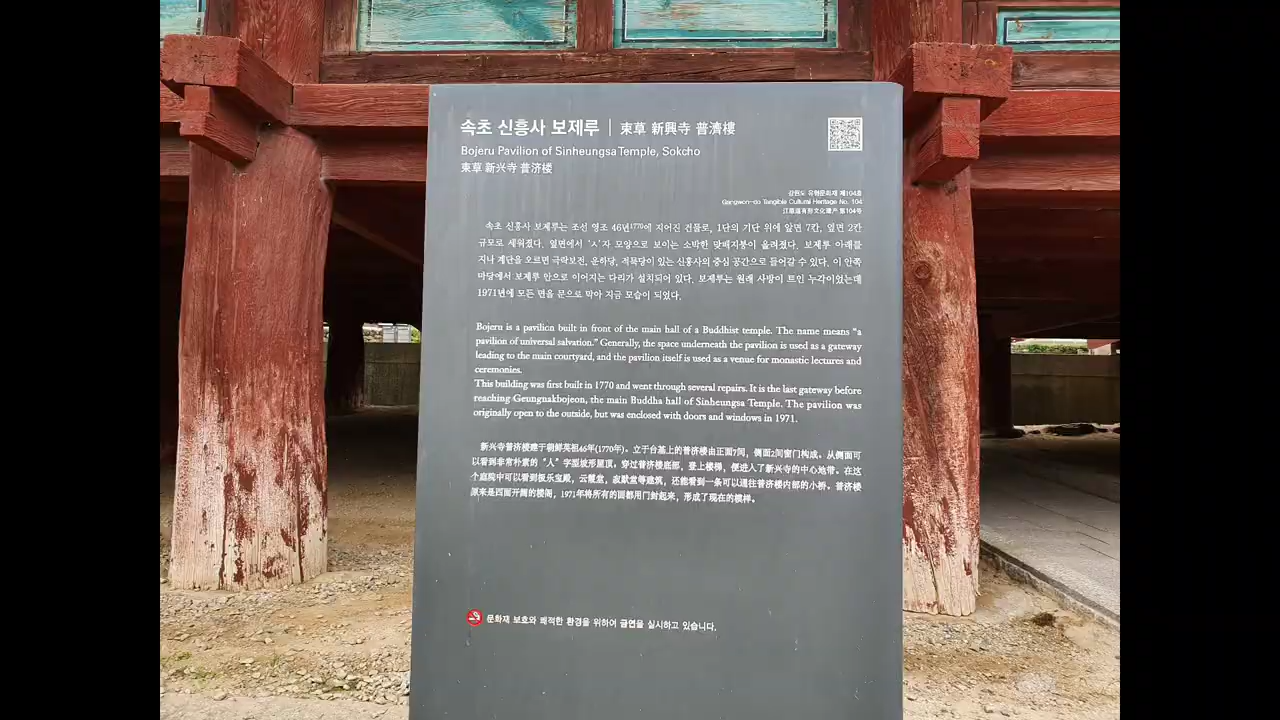 속초 신흥사 보제루 | 束草 新興寺 普濟樓
Bojeru Pavilion of Sinheungsa Temple, Sokcho
束草 新兴寺 普济楼
강원도 유형문화재 제104호
Gangwon-do Tangible Cultural Heritage No. 104
江原道有形文化遗产 第104号
속초 신흥사 보제루는 조선 영조 46년1770에 지어진 건물로, 1단의 기단 위에 앞면 7칸, 옆면 2칸
규모로 세워졌다. 옆면에서 'ㅅ'자 모양으로 보이는 소박한 맞배지붕이 올려졌다. 보제루 아래를
지나 계단을 오르면 극락보전, 운하당, 적묵당이 있는 신흥사의 중심 공간으로 들어갈 수 있다. 이 안쪽
마당에서 보제루 안으로 이어지는 다리가 설치되어 있다. 보제루는 원래 사방이 트인 누각이었는데
1971년에 모든 면을 문으로 막아 지금 모습이 되었다.
Bojeru is a pavilion built in front of the main hall of a Buddhist temple. The name means “a
pavilion of universal salvation.” Generally, the space underneath the pavilion is used as a gateway
leading to the main courtyard, and the pavilion itself is used as a venue for monastic lectures and
ceremonies.
This building was first built in 1770 and went through several repairs. It is the last gateway before
reaching Geungnakbojeon, the main Buddha hall of Sinheungsa Temple. The pavilion was
originally open to the outside, but was enclosed with doors and windows in 1971.
新兴寺普济楼建于朝鲜英祖46年(1770年)。立于台基上的普济楼由正面7间，侧面2间窗门构成。从侧面可
以看到非常朴素的“人”字型坡形屋顶。穿过普济楼底部，登上楼梯，便进入了新兴寺的中心地带。在这
个庭院中可以看到极乐宝殿，云霞堂，寂默堂等建筑，还能看到一条可以通往普济楼内部的小桥。普济楼
原来是四面开阔的楼阁，1971年将所有的面都用门封起来，形成了现在的模样。
문화재 보호와 쾌적한 환경을 위하여 금연을 실시하고 있습니다.